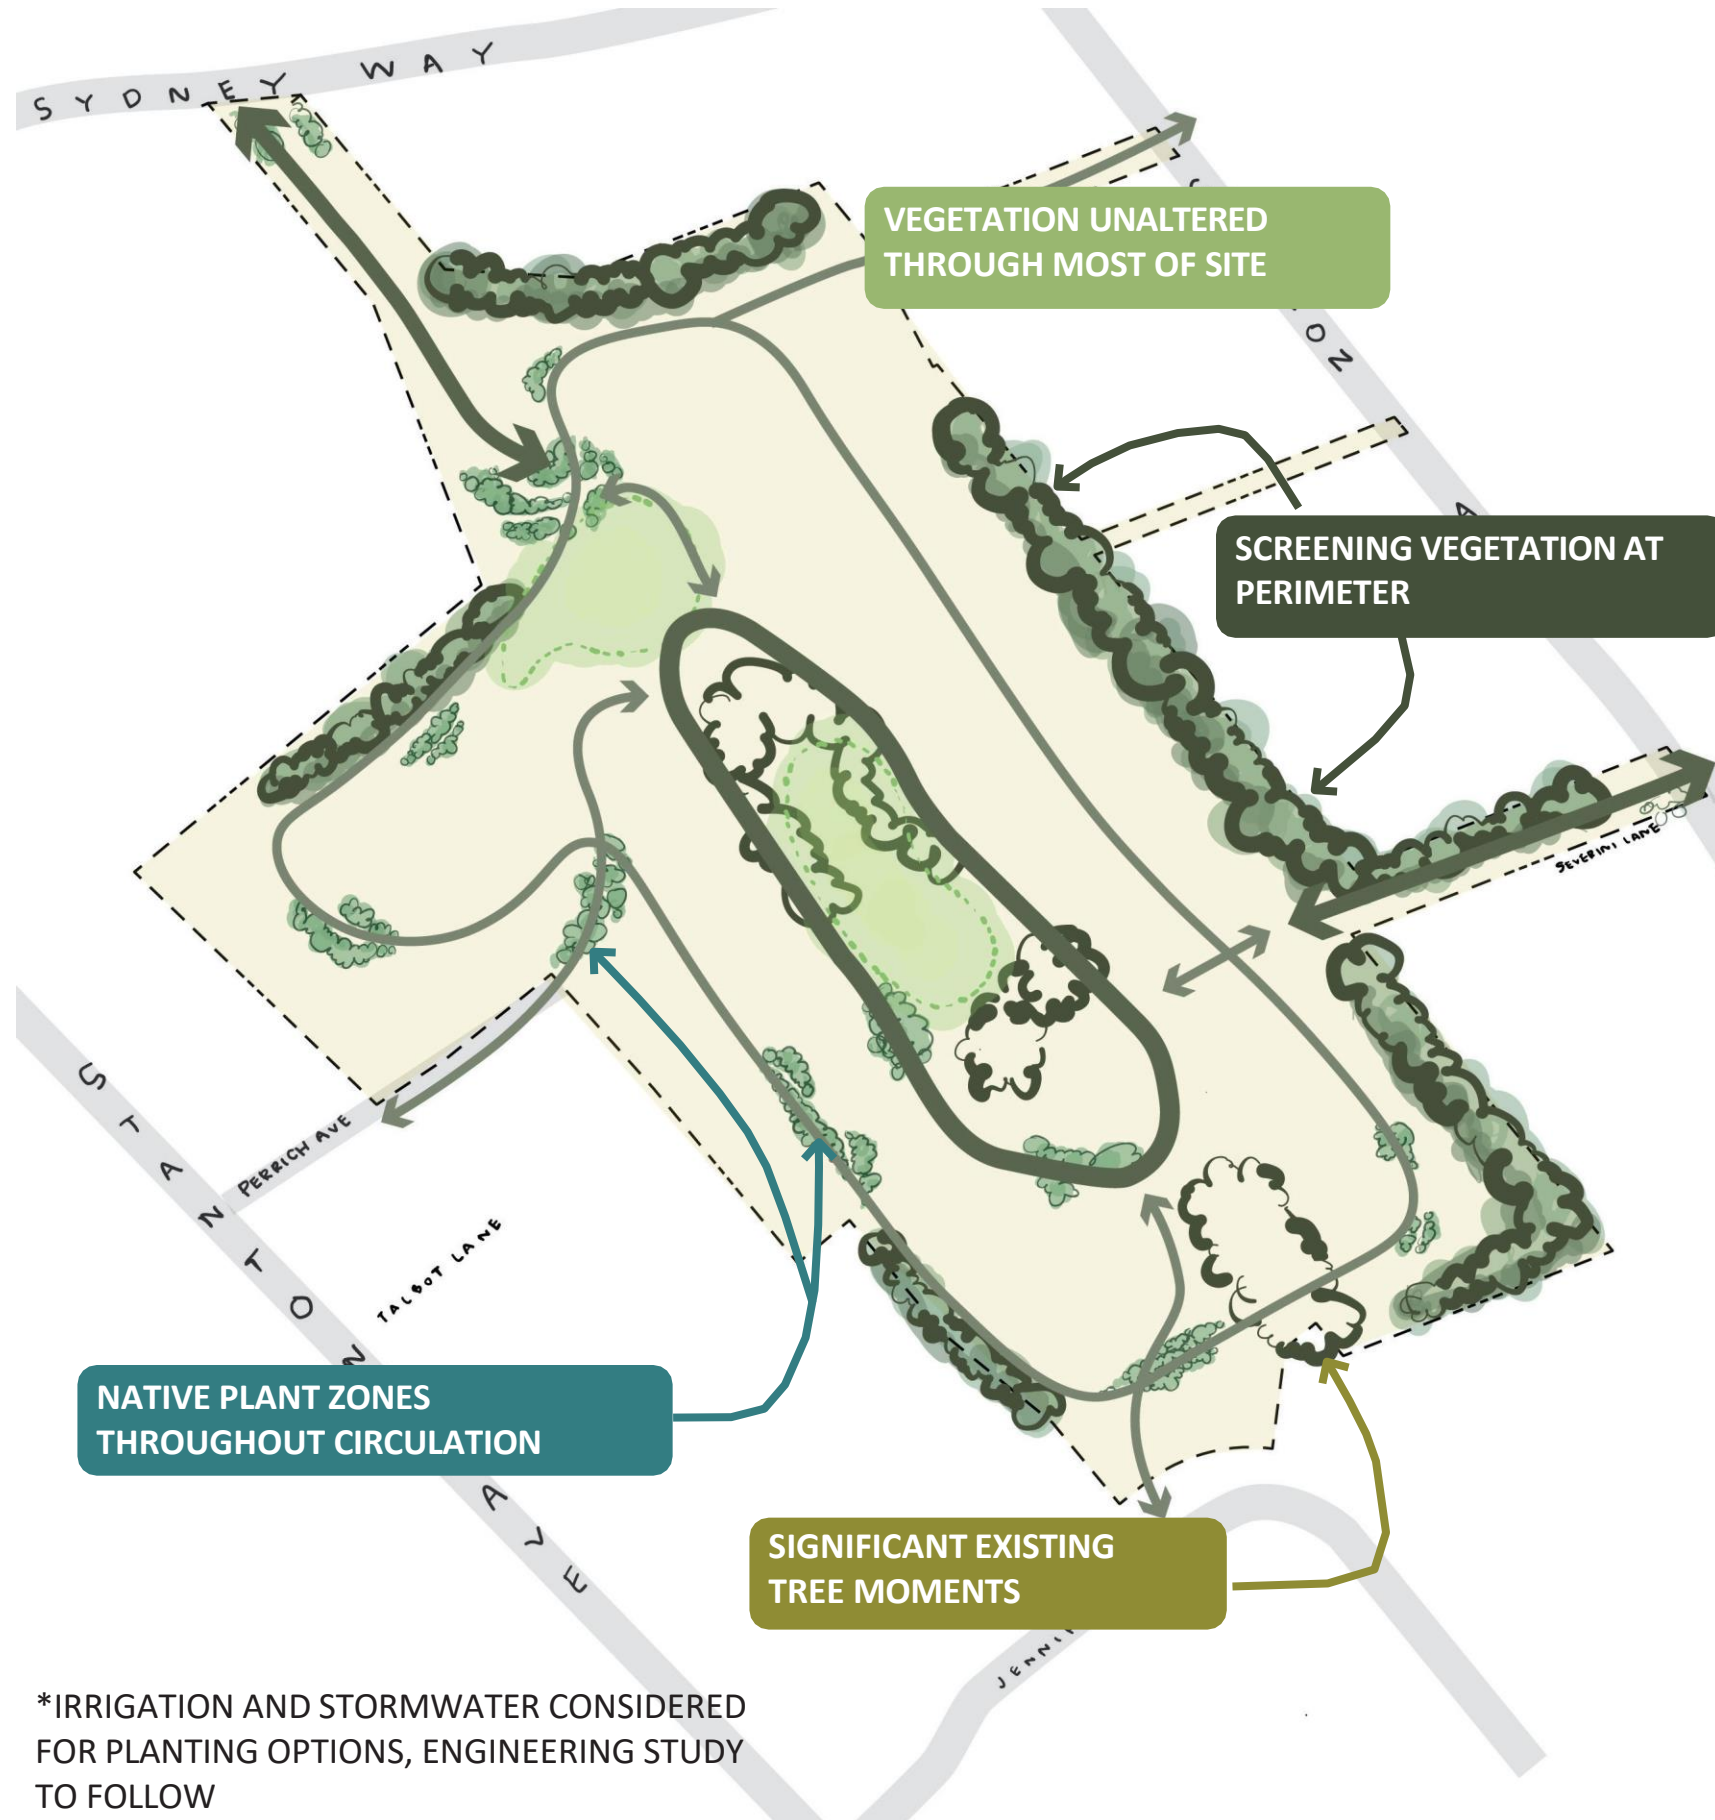 SYDNEY WAY
VEGETATION UNALTERED
THROUGH MOST OF SITE
SCREENING VEGETATION AT
PERIMETER
SEVERINI LANE
STANTON AVE
PERRICH AVE
TALBOT LANE
NATIVE PLANT ZONES
THROUGHOUT CIRCULATION
SIGNIFICANT EXISTING
TREE MOMENTS
*IRRIGATION AND STORMWATER CONSIDERED
FOR PLANTING OPTIONS, ENGINEERING STUDY
TO FOLLOW